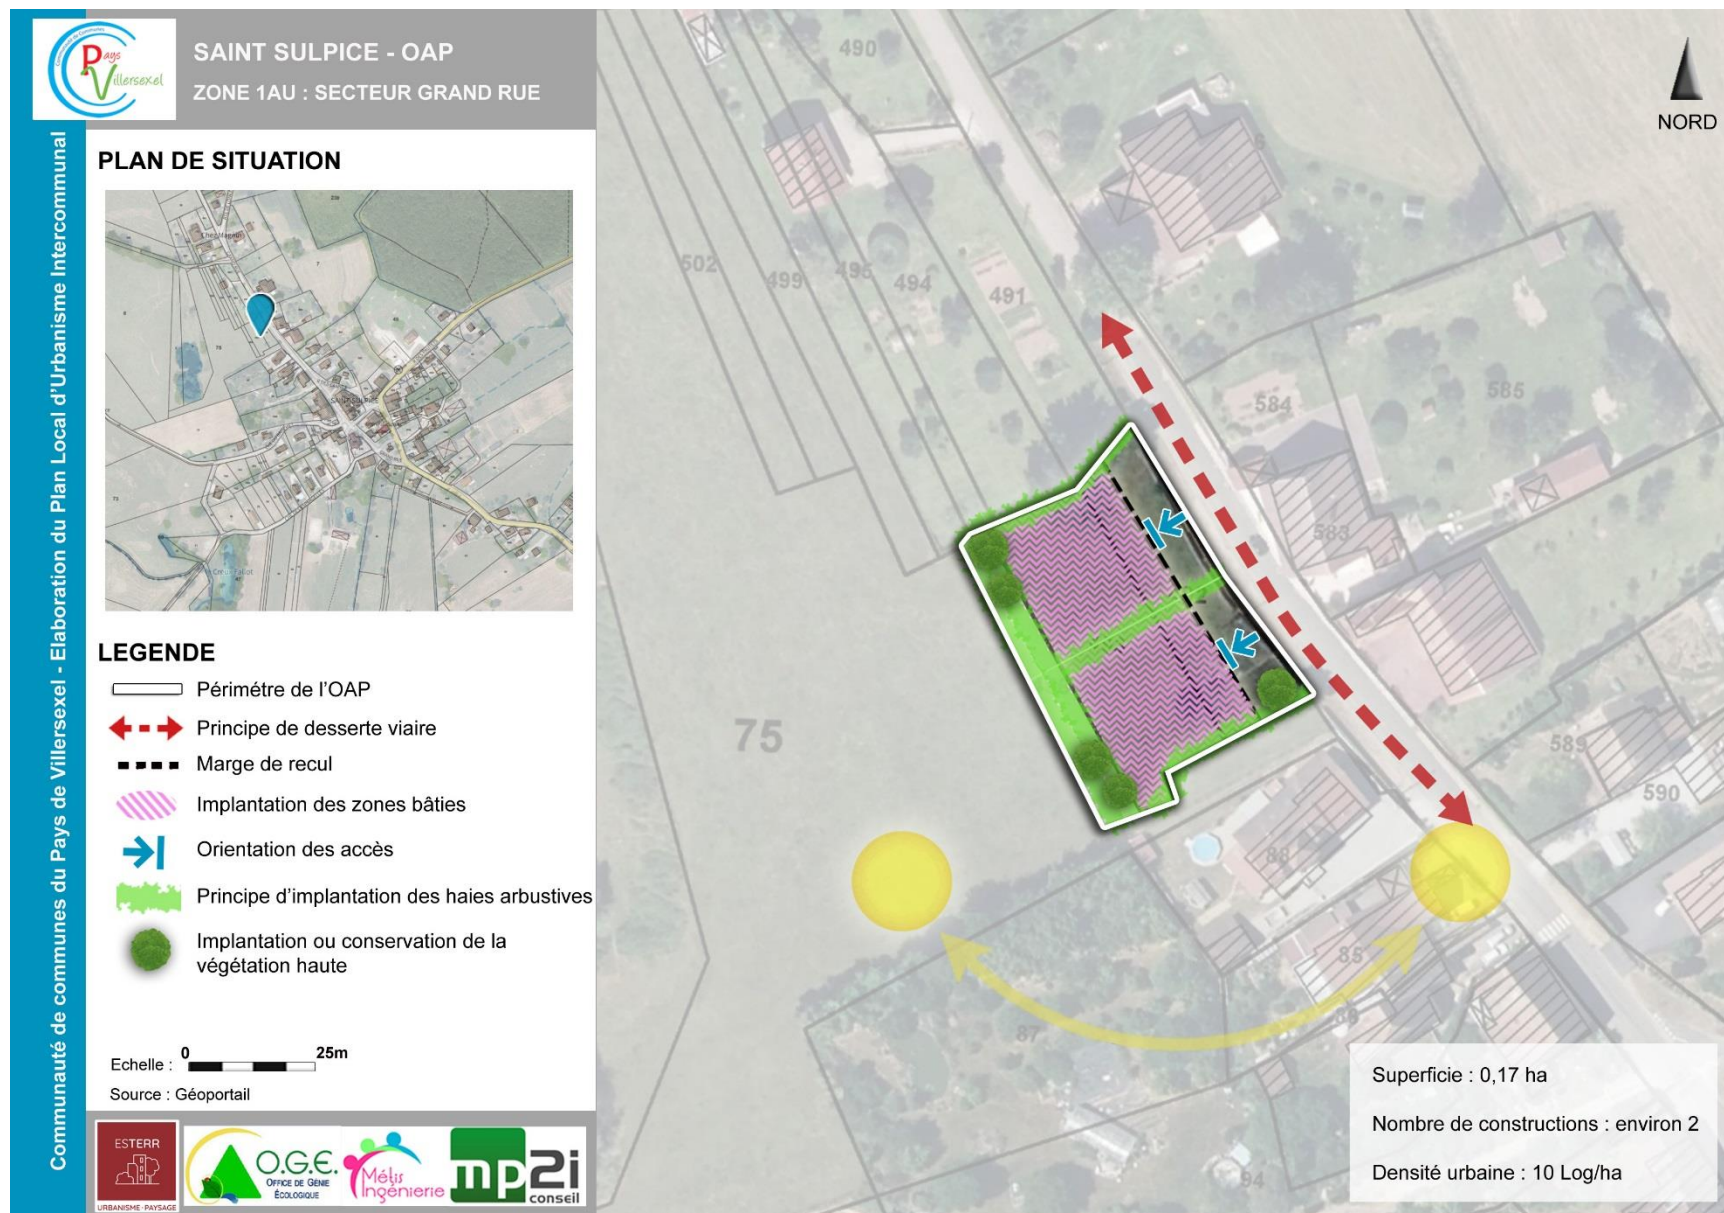 Communauté de communes du Pays de Villersexel - Elaboration du Plan Local d'Urbanisme Intercommunal
Pays
Villersexel
SAINT SULPICE - OAP
ZONE 1AU : SECTEUR GRAND RUE
PLAN DE SITUATION
SAINT-SULPICE
LEGENDE
Périmétre de l'OAP
Principe de desserte viaire
Marge de recul
Implantation des zones bâties
Orientation des accès
Principe d'implantation des haies arbustives
Implantation ou conservation de la
végétation haute
Echelle :
0
25m
Source : Géoportail
ESTERR
URBANISME - PAYSAGE
O.G.E.
OFFICE DE GÉNIE
ÉCOLOGIQUE
Mélis
Ingénierie
mp2i
conseil
NORD
490
502
499
495
494
491
584
585
583
75
589
590
88
85
87
94
Superficie : 0,17 ha
Nombre de constructions : environ 2
Densité urbaine : 10 Log/ha